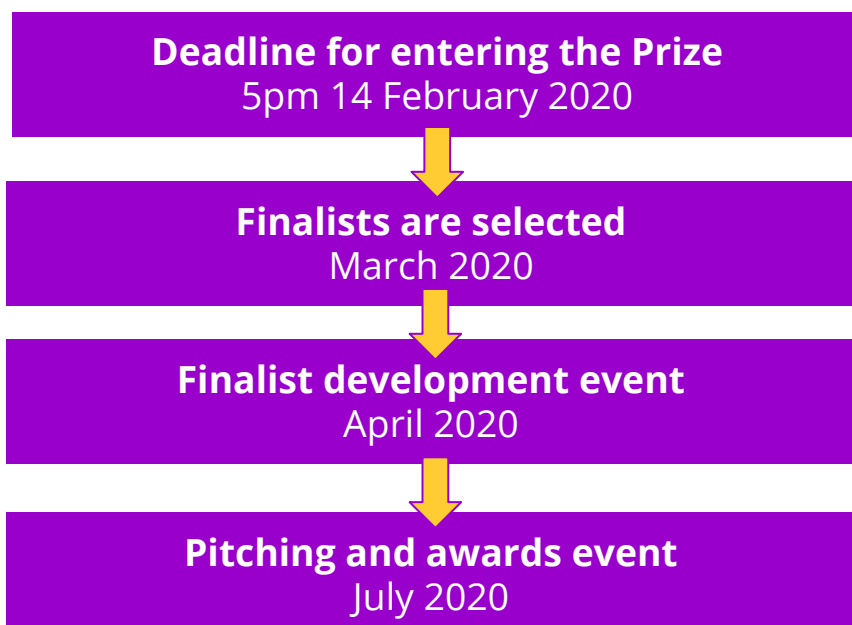 Deadline for entering the Prize
5pm 14 February 2020
Finalists are selected
March 2020
Finalist development event
April 2020
Pitching and awards event
July 2020